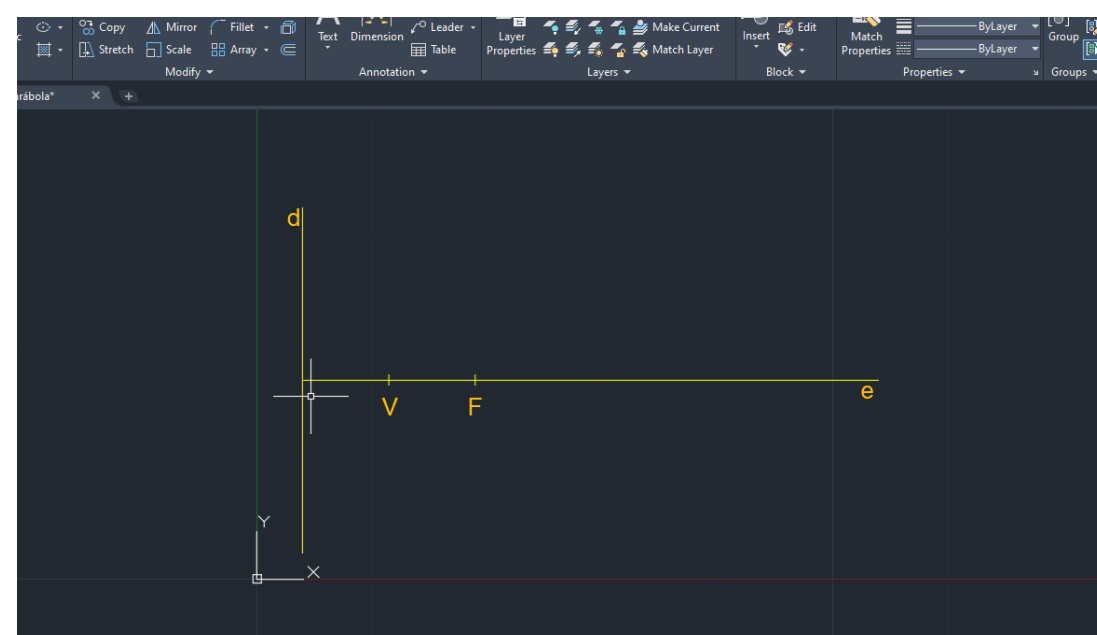 Copy Mirror Fillet Leader Make Current Edit ByLayer
Text Dimension Layer Insert Match Group
Stretch Scale Array Table Properties Match Layer Properties ByLayer
Modify Annotation Layers Block Properties Groups
arábola* × +
d
V F e
Y
X